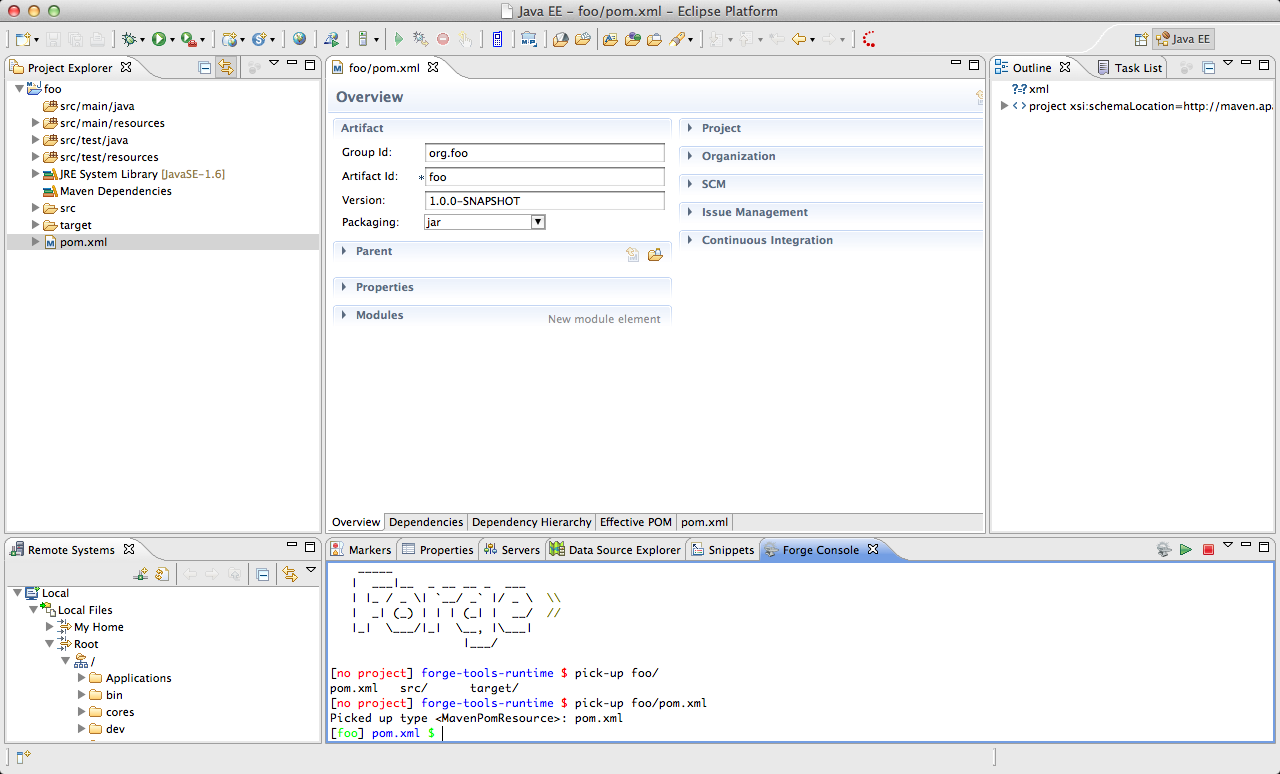 Java EE - foo/pom.xml - Eclipse Platform
Java EE
Project Explorer
foo
src/main/java
src/main/resources
src/test/java
src/test/resources
JRE System Library [JavaSE-1.6]
Maven Dependencies
src
target
pom.xml
foo/pom.xml
Overview
Artifact
Group Id: org.foo
Artifact Id: * foo
Version: 1.0.0-SNAPSHOT
Packaging: jar
Parent
Properties
Modules
New module element
Project
Organization
SCM
Issue Management
Continuous Integration
Overview Dependencies Dependency Hierarchy Effective POM pom.xml
Outline Task List
xml
project xsi:schemaLocation=http://maven.apa
Remote Systems
Local
Local Files
My Home
Root
/
Applications
bin
cores
dev
Markers Properties Servers Data Source Explorer Snippets Forge Console
[no project] forge-tools-runtime $ pick-up foo/
pom.xml src/ target/
[no project] forge-tools-runtime $ pick-up foo/pom.xml
Picked up type <MavenPomResource>: pom.xml
[foo] pom.xml $